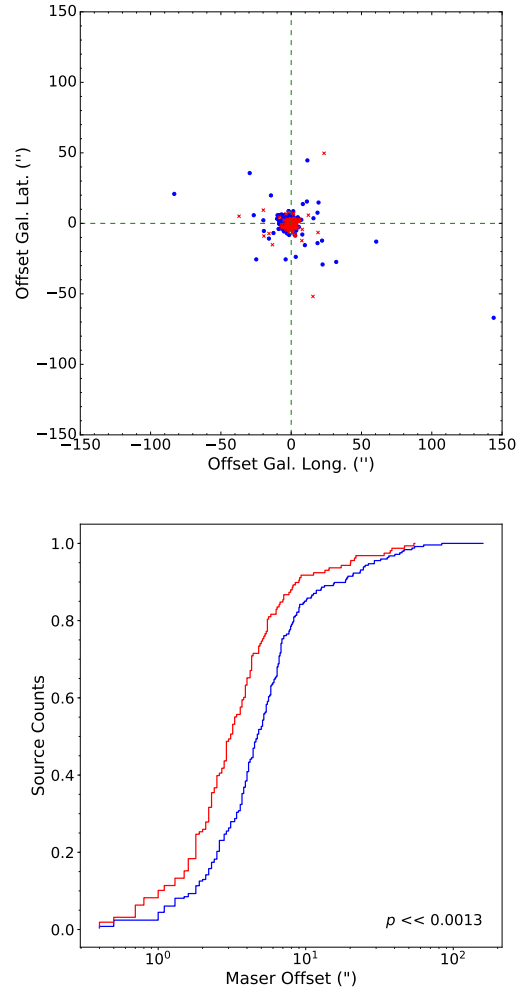 150
100
50
0
−50
−100
−150
Offset Gal. Lat. ('')
−150 −100 −50 0 50 100 150
Offset Gal. Long. ('')
1.0
0.8
0.6
0.4
0.2
0.0
Source Counts
p << 0.0013
10^0 10^1 10^2
Maser Offset (")